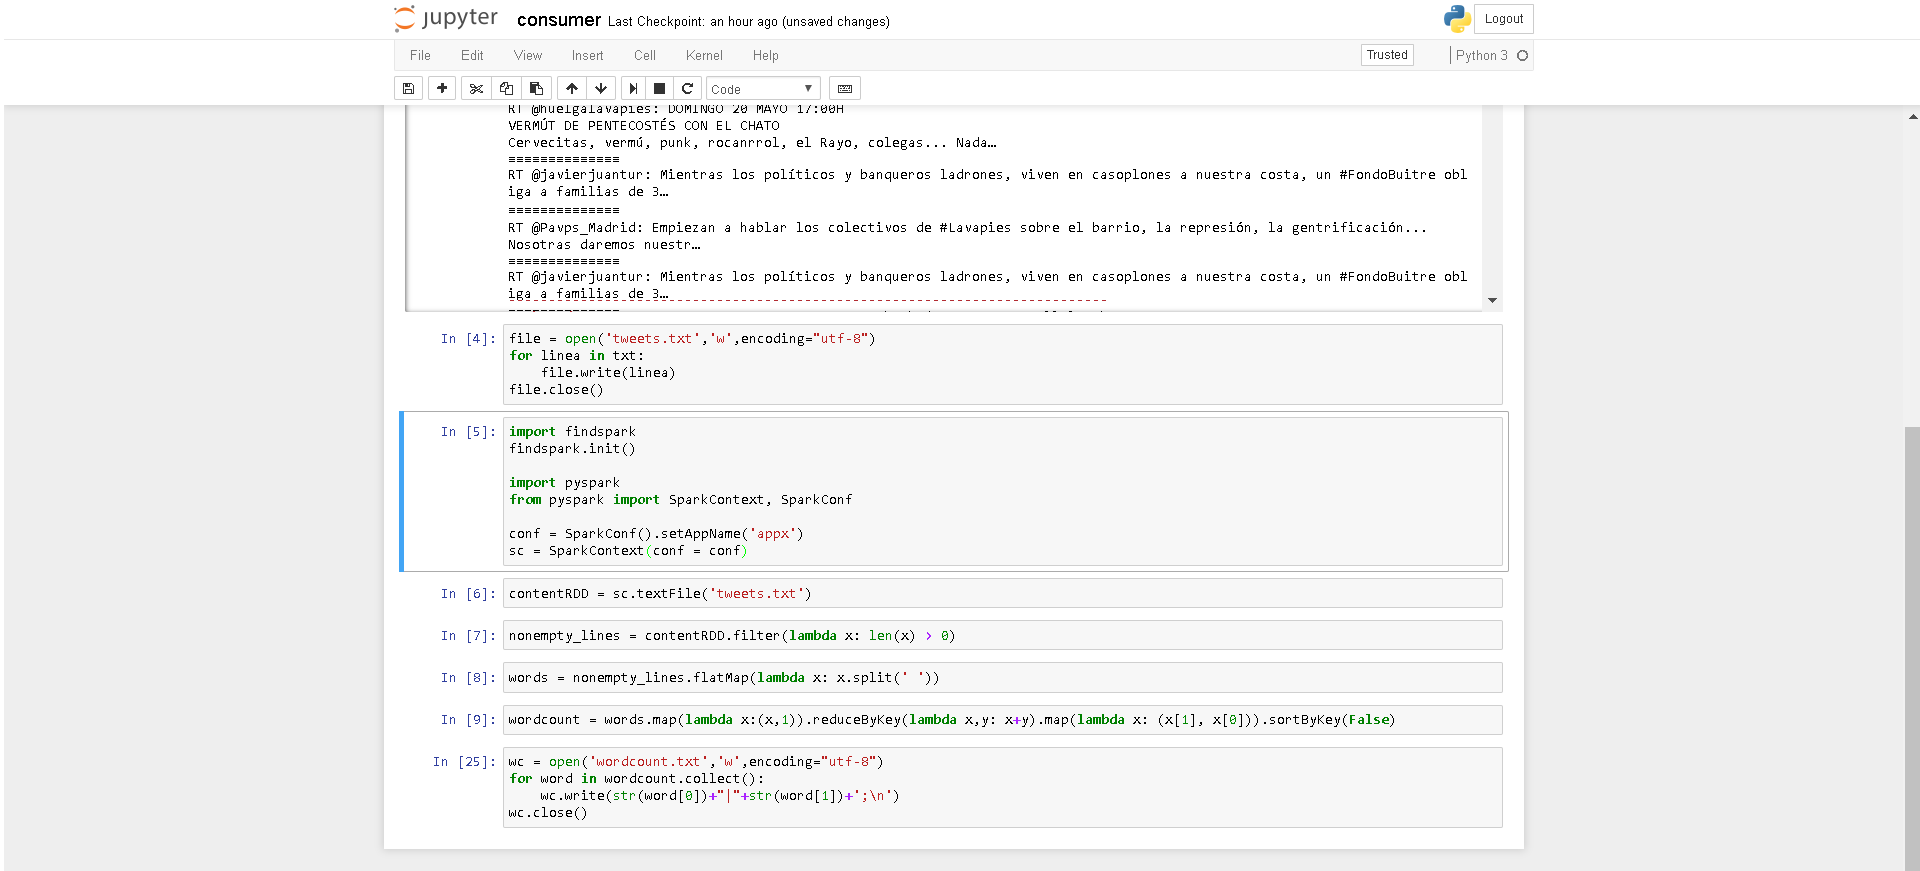 jupyter consumer Last Checkpoint: an hour ago (unsaved changes) Logout
File Edit View Insert Cell Kernel Help Trusted Python 3
Code
RT @huelgalavapies: DOMINGO 20 MAYO 17:00H
VERMÚT DE PENTECOSTÉS CON EL CHATO
Cervecitas, vermú, punk, rocanrrol, el Rayo, colegas... Nada…
==============
RT @javierjuantur: Mientras los políticos y banqueros ladrones, viven en casoplones a nuestra costa, un #FondoBuitre obl
iga a familias de 3…
==============
RT @Pavps_Madrid: Empiezan a hablar los colectivos de #Lavapies sobre el barrio, la represión, la gentrificación...
Nosotras daremos nuestr…
==============
RT @javierjuantur: Mientras los políticos y banqueros ladrones, viven en casoplones a nuestra costa, un #FondoBuitre obl
iga a familias de 3…
In [4]: file = open('tweets.txt','w',encoding="utf-8")
for linea in txt:
    file.write(linea)
file.close()
In [5]: import findspark
findspark.init()
import pyspark
from pyspark import SparkContext, SparkConf
conf = SparkConf().setAppName('appx')
sc = SparkContext(conf = conf)
In [6]: contentRDD = sc.textFile('tweets.txt')
In [7]: nonempty_lines = contentRDD.filter(lambda x: len(x) > 0)
In [8]: words = nonempty_lines.flatMap(lambda x: x.split(' '))
In [9]: wordcount = words.map(lambda x:(x,1)).reduceByKey(lambda x,y: x+y).map(lambda x: (x[1], x[0])).sortByKey(False)
In [25]: wc = open('wordcount.txt','w',encoding="utf-8")
for word in wordcount.collect():
    wc.write(str(word[0])+"|"+str(word[1])+';\n')
wc.close()